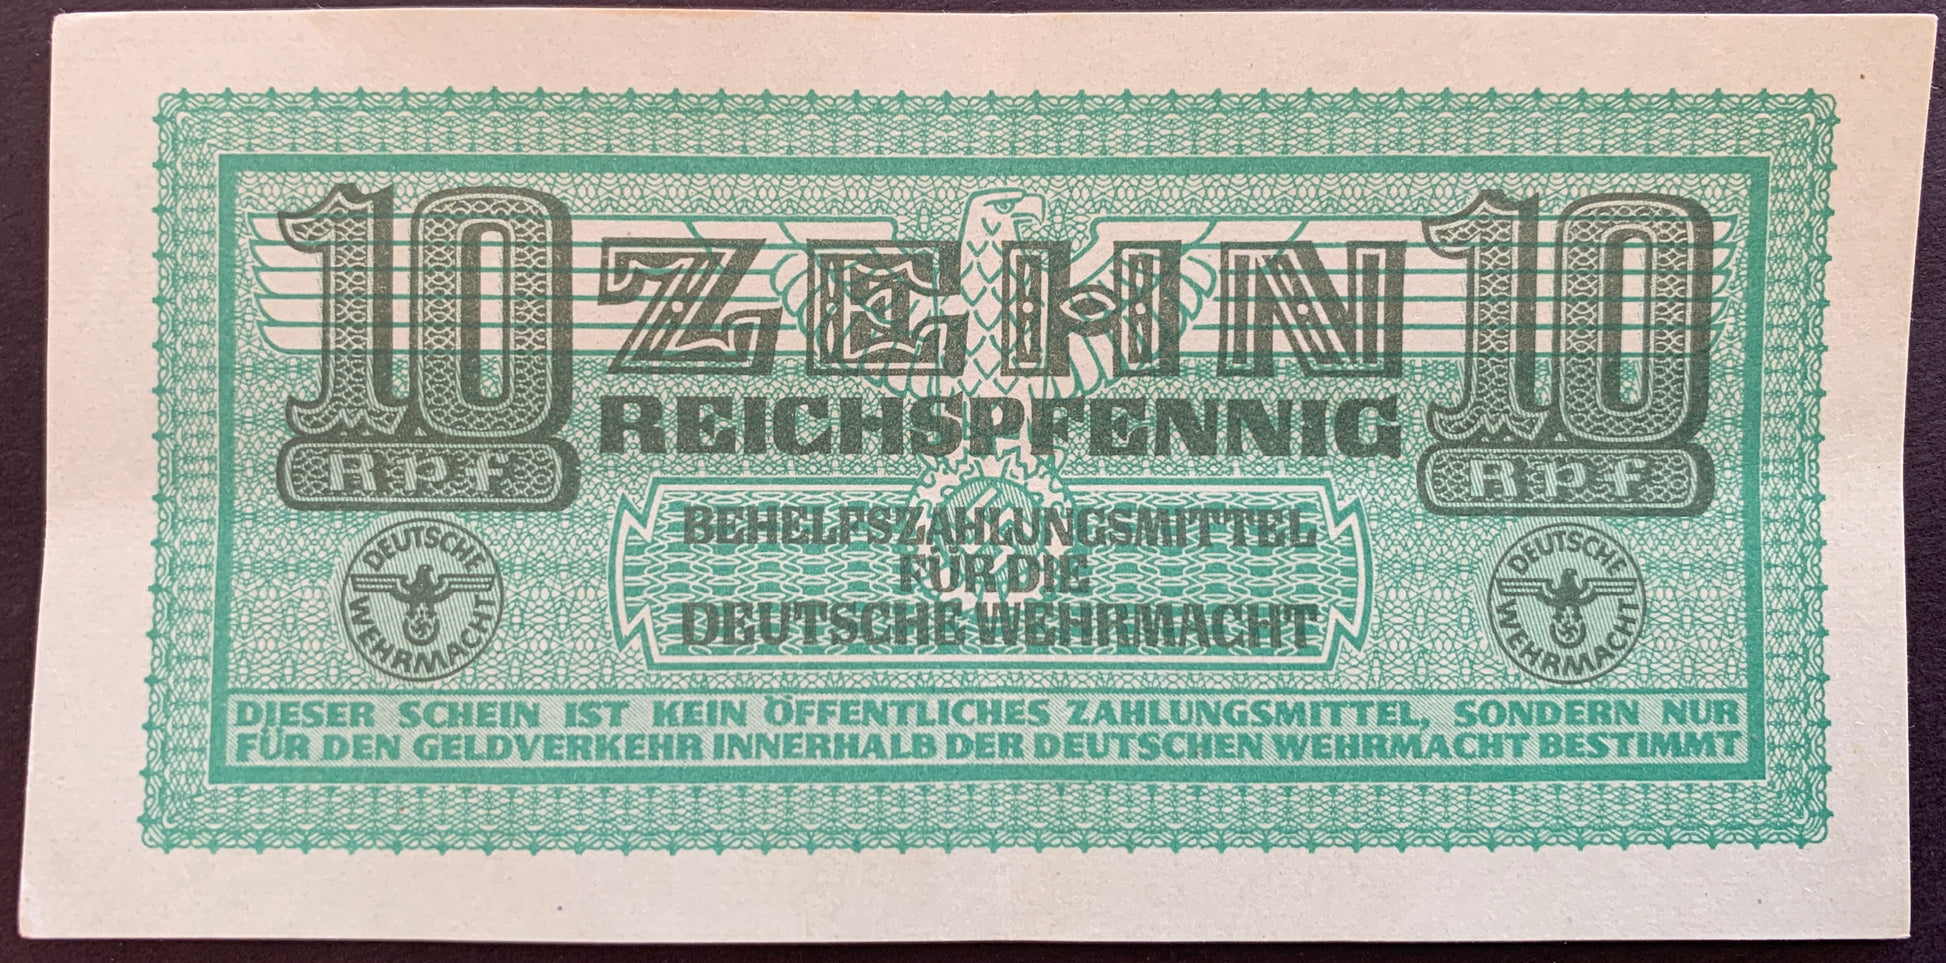 10 ZEHN 10
REICHSPFENNIG
Rpf Rpf
BEHELFSZAHLUNGSMITTEL
FÜR DIE
DEUTSCHE WEHRMACHT
DEUTSCHE WEHRMACHT
DEUTSCHE WEHRMACHT
DIESER SCHEIN IST KEIN ÖFFENTLICHES ZAHLUNGSMITTEL, SONDERN NUR
FÜR DEN GELDVERKEHR INNERHALB DER DEUTSCHEN WEHRMACHT BESTIMMT